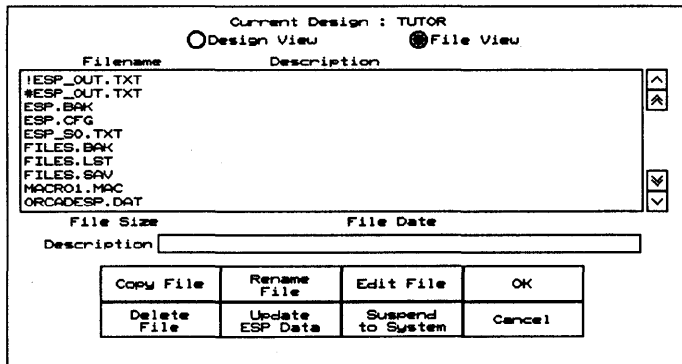 Current Design : TUTOR
Design View File View
Filename Description
!ESP_OUT.TXT
#ESP_OUT.TXT
ESP.BAK
ESP.CFG
ESP_SO.TXT
FILES.BAK
FILES.LST
FILES.SAV
MACRO1.MAC
ORCADESP.DAT
File Size File Date
Description
Copy File Rename File Edit File OK
Delete File Update ESP Data Suspend to System Cancel